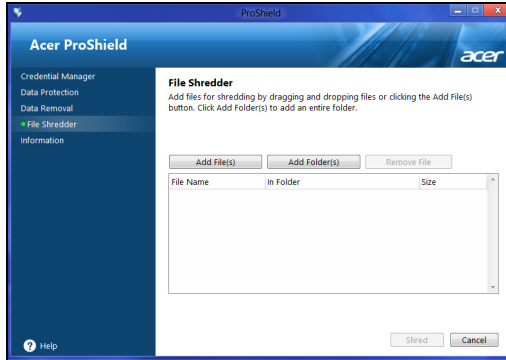 ProShield
Acer ProShield
acer
Credential Manager
Data Protection
Data Removal
File Shredder
Information
File Shredder
Add files for shredding by dragging and dropping files or clicking the Add File(s)
button. Click Add Folder(s) to add an entire folder.
Add File(s) Add Folder(s) Remove File
File Name In Folder Size
? Help
Shred Cancel